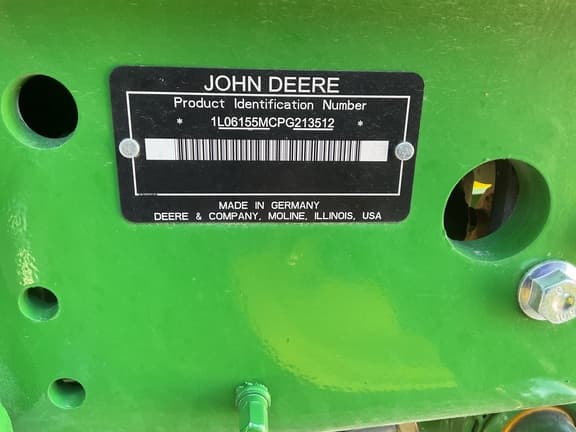 JOHN DEERE
Product Identification Number
* 1L06155MCPG213512 *
MADE IN GERMANY
DEERE & COMPANY, MOLINE, ILLINOIS, USA